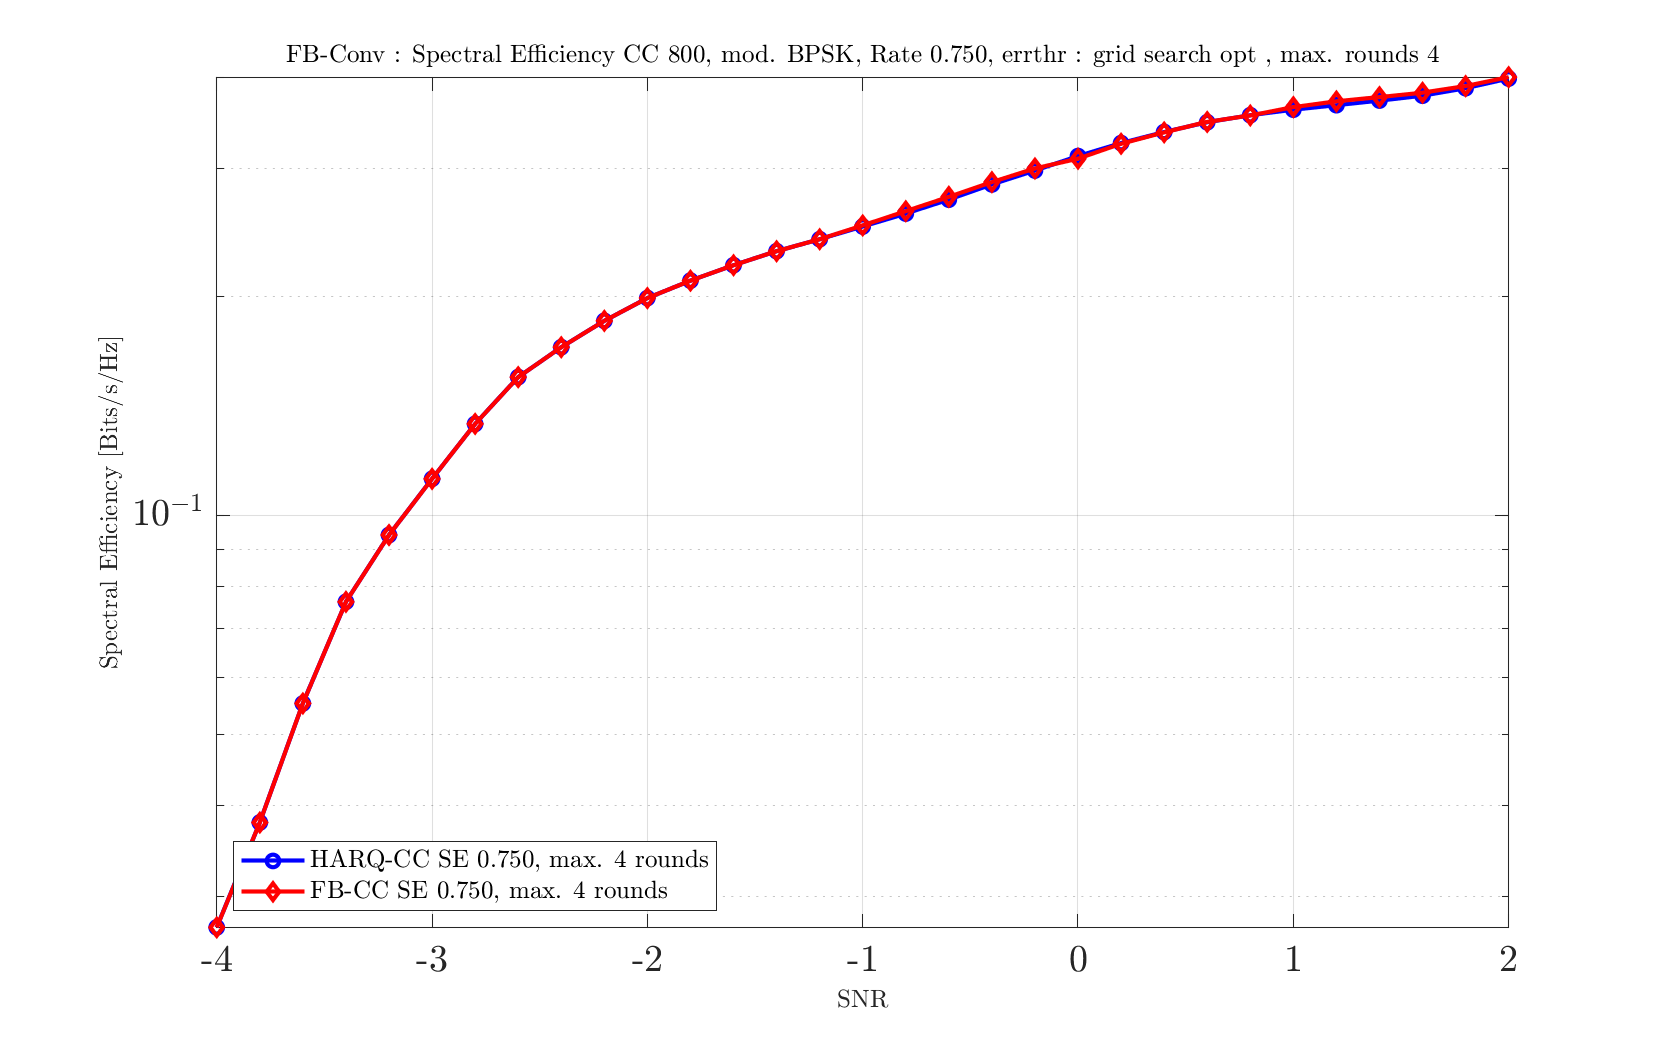 FB-Conv : Spectral Efficiency CC 800, mod. BPSK, Rate 0.750, errthr : grid search opt , max. rounds 4
Spectral Efficiency [Bits/s/Hz]
10⁻¹
HARQ-CC SE 0.750, max. 4 rounds
FB-CC SE 0.750, max. 4 rounds
-4 -3 -2 -1 0 1 2
SNR